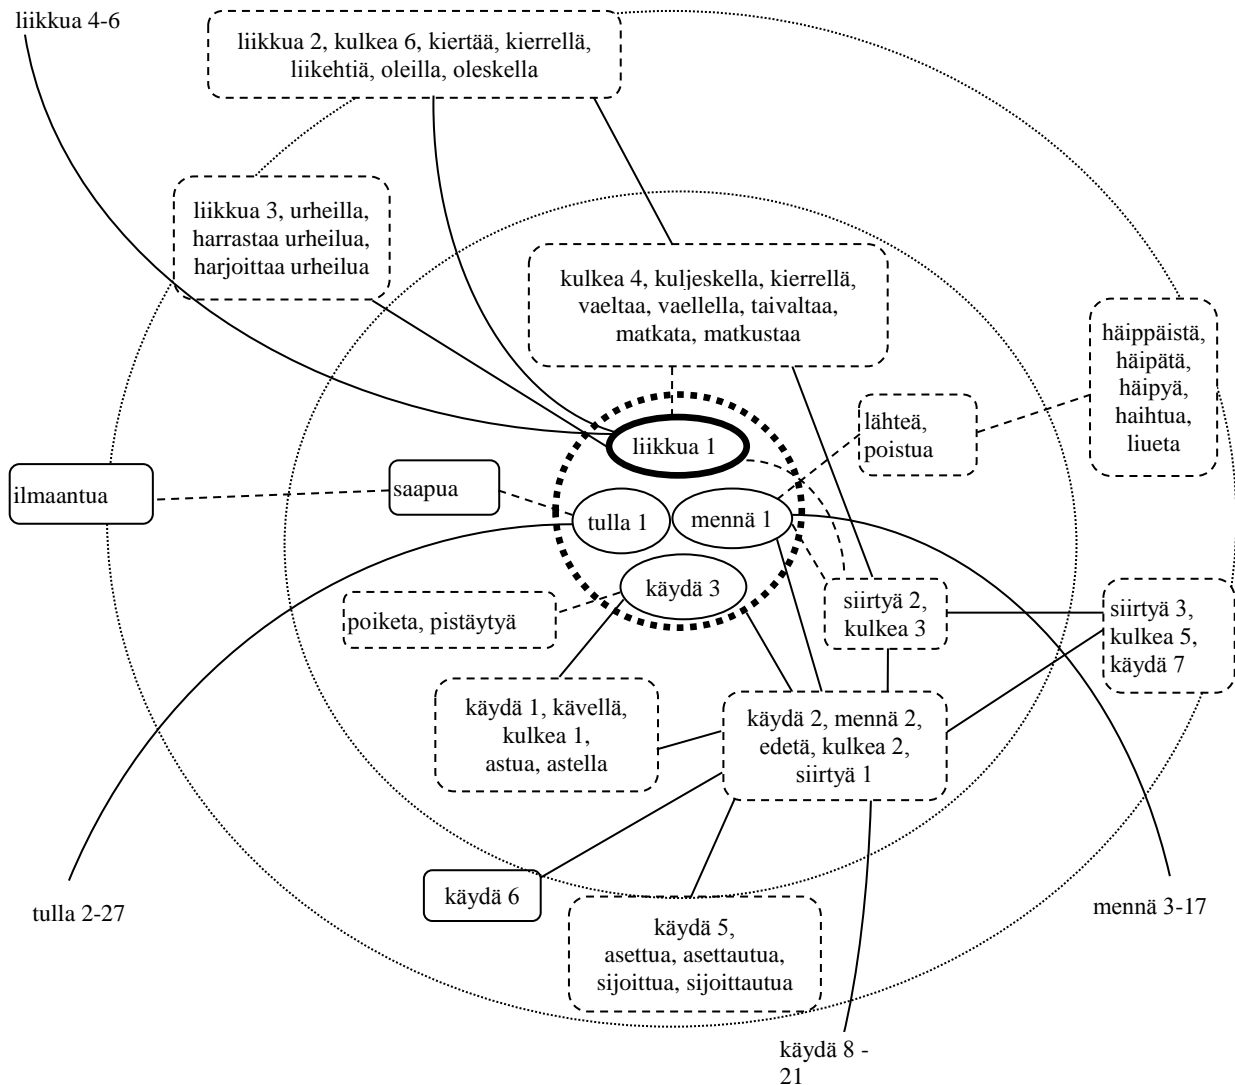 liikkua 4-6
liikkua 2, kulkea 6, kiertää, kierrellä,
liikehtiä, oleilla, oleskella
liikkua 3, urheilla,
harrastaa urheilua,
harjoittaa urheilua
kulkea 4, kuljeskella, kierrellä,
vaeltaa, vaellella, taivaltaa,
matkata, matkustaa
häippäistä,
häipätä,
häipyä,
haihtua,
liueta
lähteä,
poistua
liikkua 1
ilmaantua
saapua
tulla 1
mennä 1
käydä 3
poiketa, pistäytyä
siirtyä 2,
kulkea 3
siirtyä 3,
kulkea 5,
käydä 7
käydä 1, kävellä,
kulkea 1,
astua, astella
käydä 2, mennä 2,
edetä, kulkea 2,
siirtyä 1
käydä 6
tulla 2-27
mennä 3-17
käydä 5,
asettua, asettautua,
sijoittua, sijoittautua
käydä 8 -
21